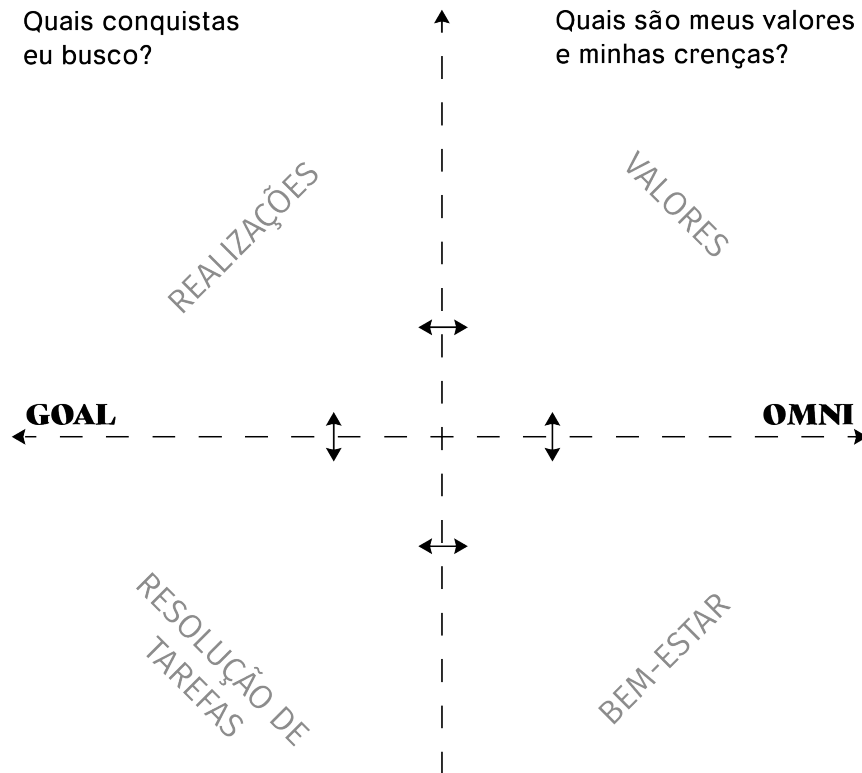 Quais conquistas
eu busco?
Quais são meus valores
e minhas crenças?
REALIZAÇÕES
VALORES
GOAL
OMNI
RESOLUÇÃO DE
TAREFAS
BEM-ESTAR